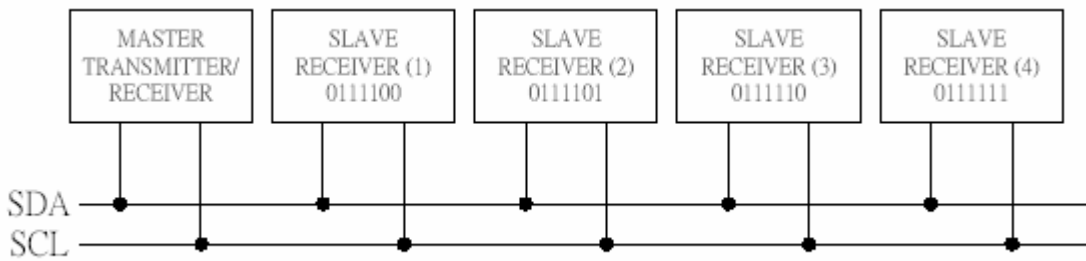 MASTER
TRANSMITTER/
RECEIVER
SLAVE
RECEIVER (1)
0111100
SLAVE
RECEIVER (2)
0111101
SLAVE
RECEIVER (3)
0111110
SLAVE
RECEIVER (4)
0111111
SDA
SCL